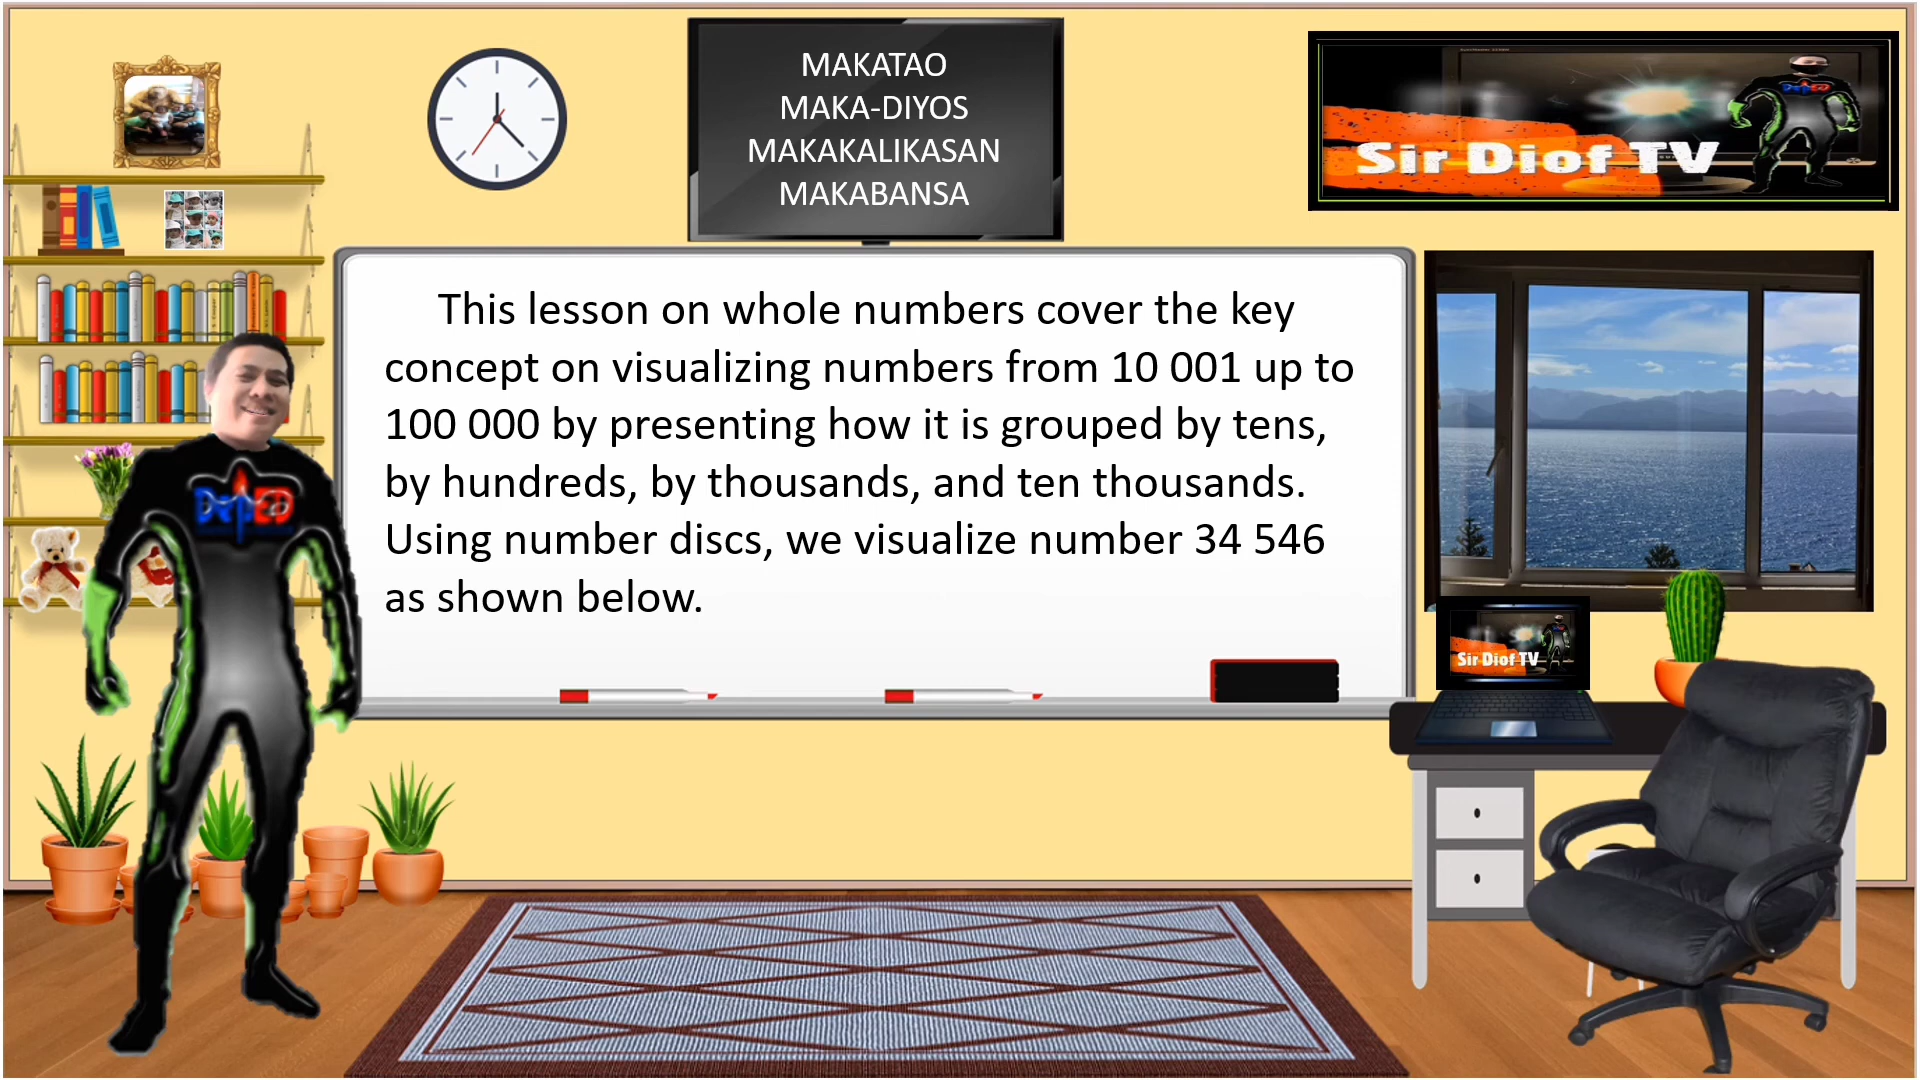 MAKATAO
MAKA-DIYOS
MAKAKALIKASAN
MAKABANSA
Sir Diof TV
This lesson on whole numbers cover the key
concept on visualizing numbers from 10 001 up to
100 000 by presenting how it is grouped by tens,
by hundreds, by thousands, and ten thousands.
Using number discs, we visualize number 34 546
as shown below.
DepED
Sir Diof TV